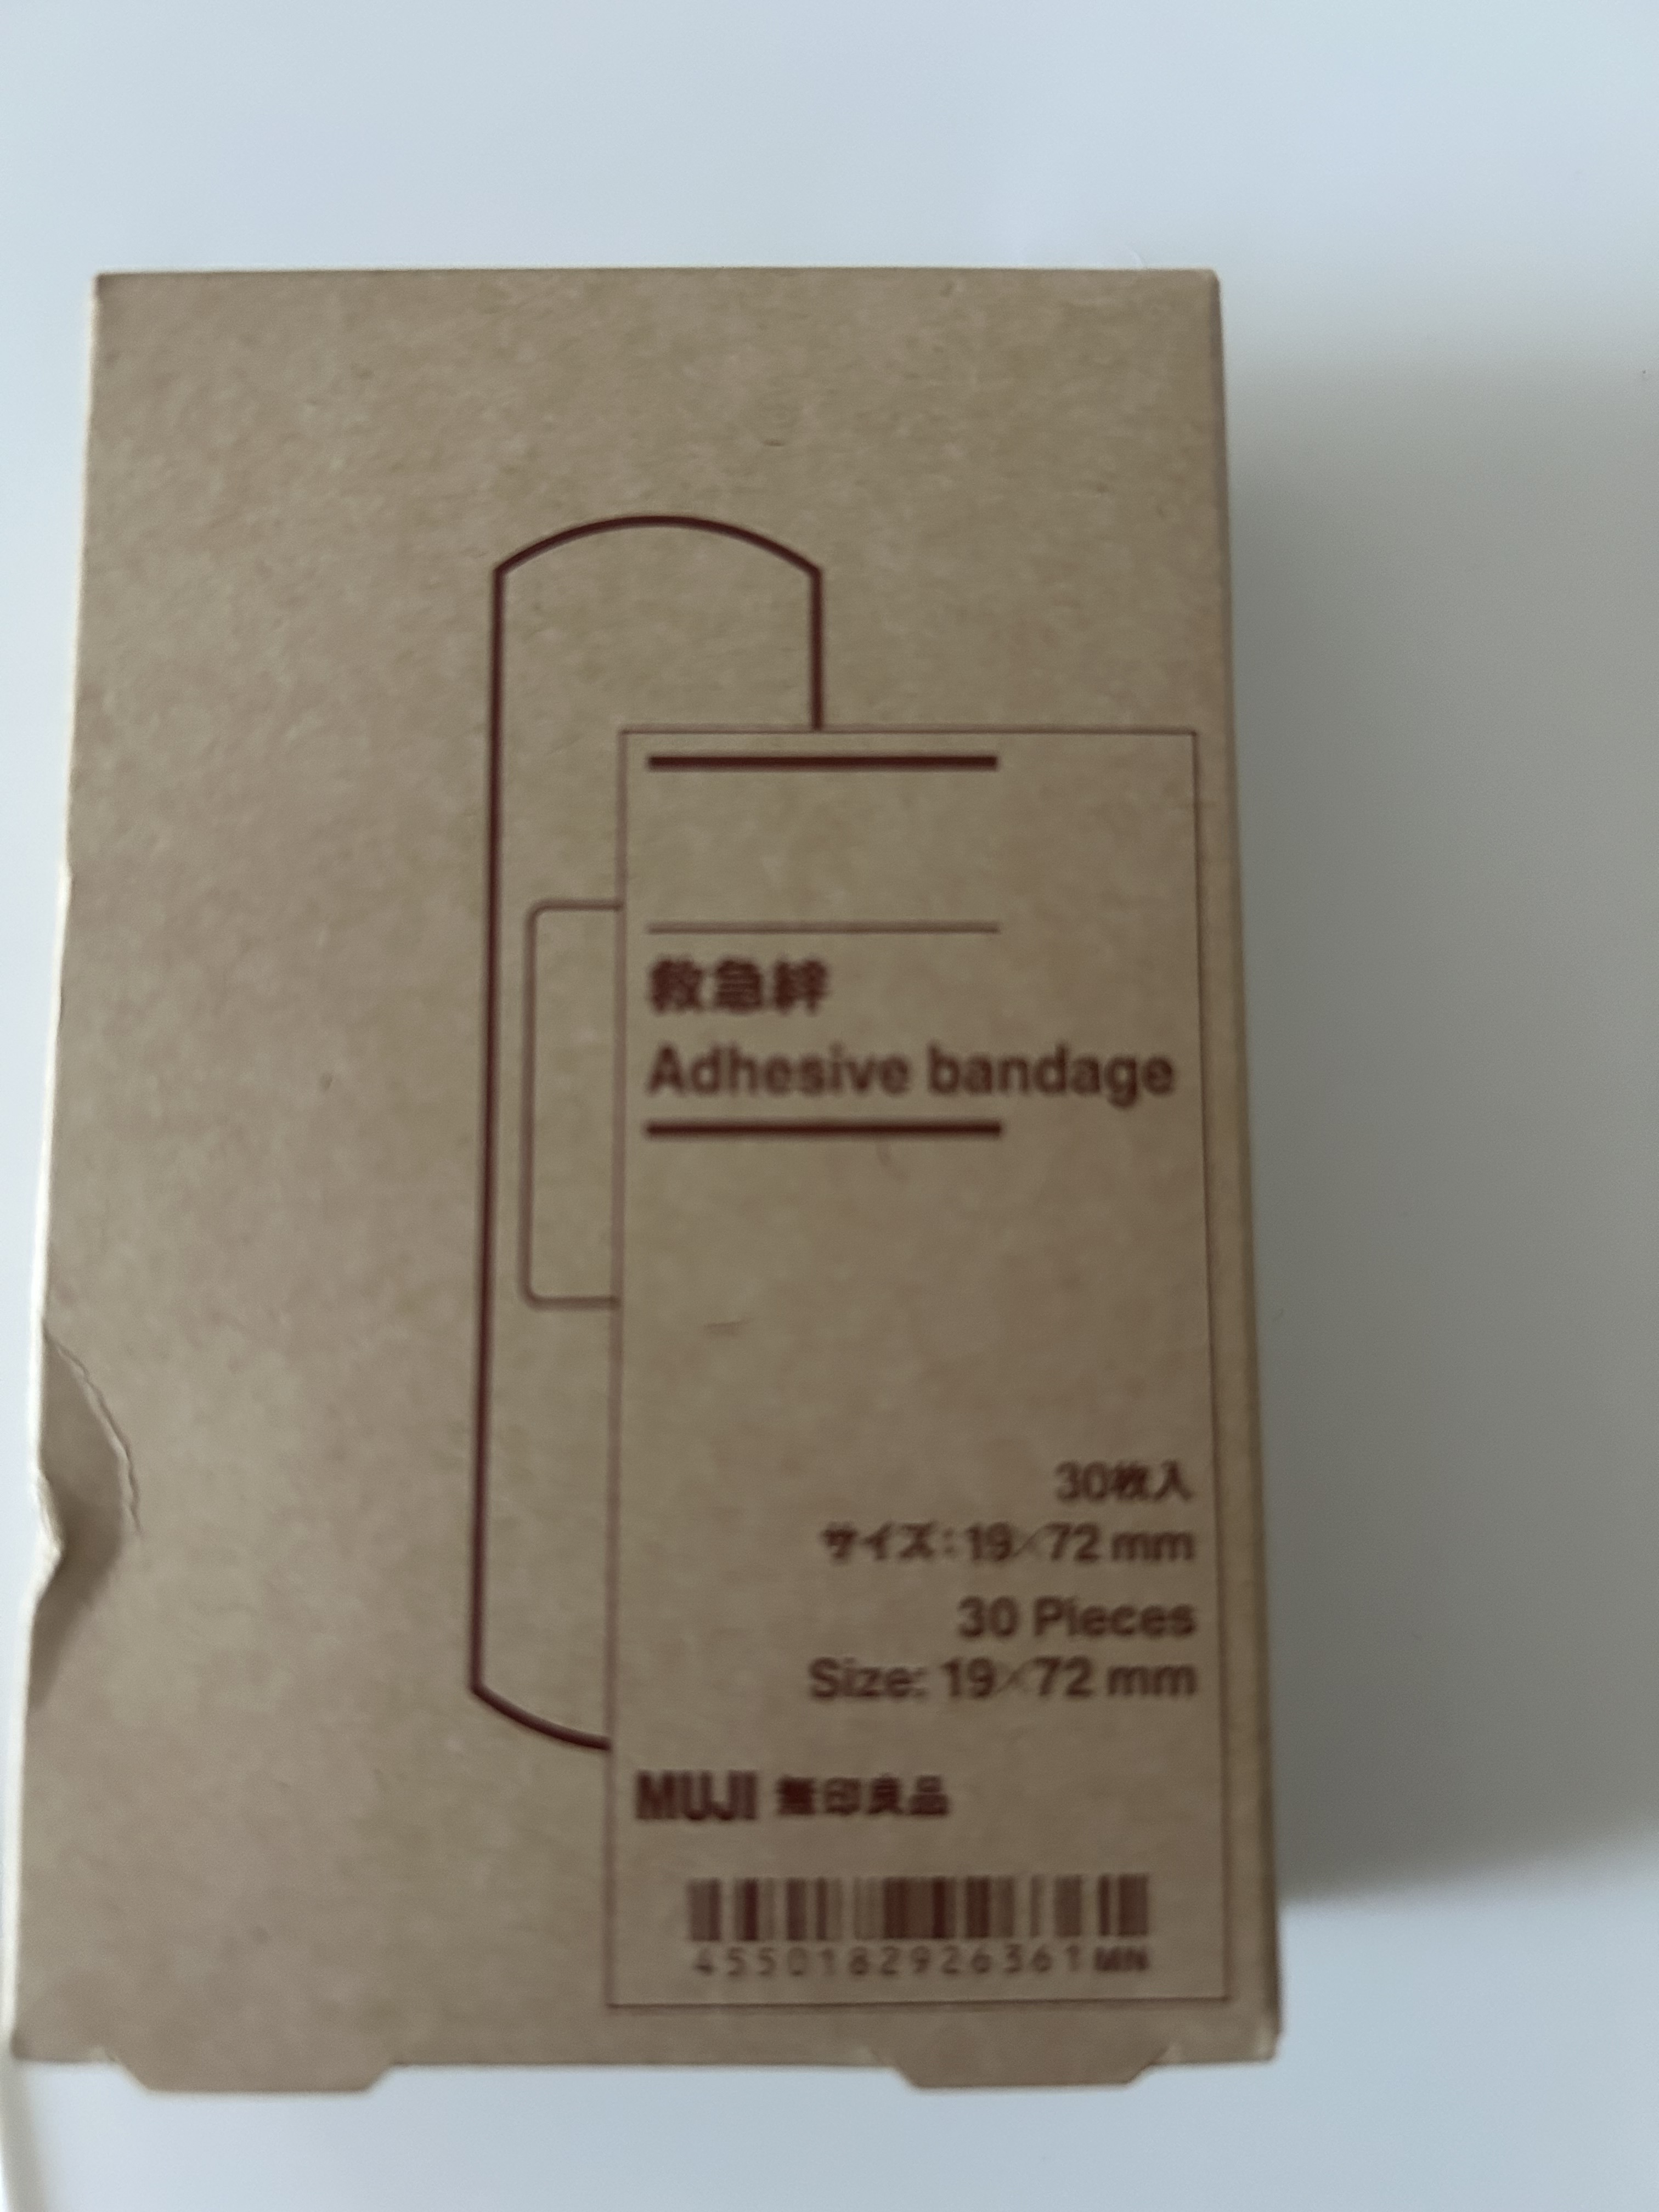 救急絆
Adhesive bandage
30枚入
サイズ:19×72 mm
30 Pieces
Size: 19×72 mm
MUJI 無印良品
4550182926361 MN